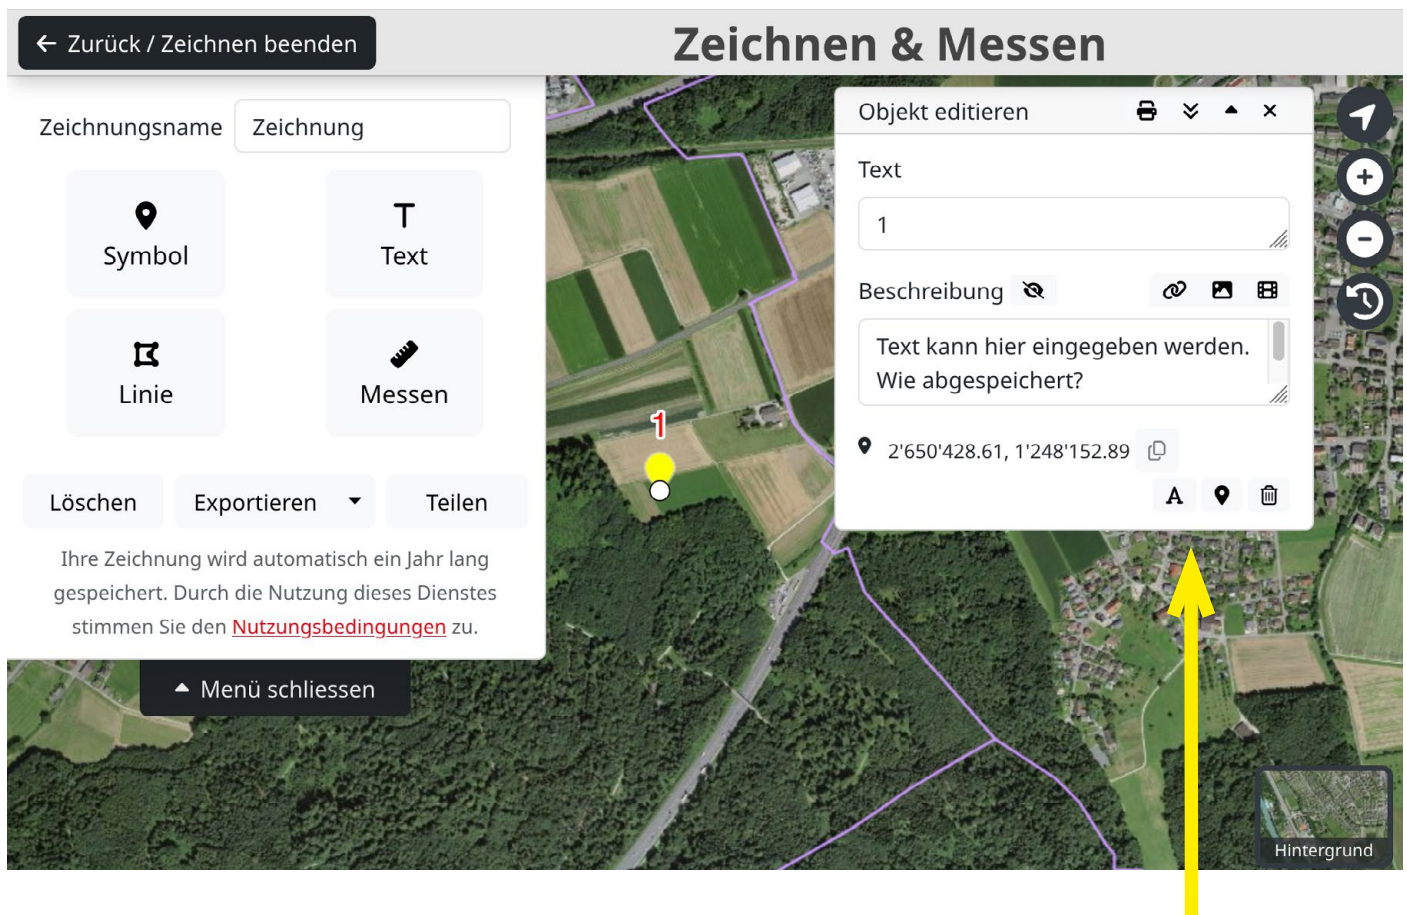 Zurück / Zeichnen beenden
Zeichnen & Messen
Zeichnungsname
Zeichnung
Symbol
Text
Linie
Messen
Löschen
Exportieren
Teilen
Ihre Zeichnung wird automatisch ein Jahr lang
gespeichert. Durch die Nutzung dieses Dienstes
stimmen Sie den Nutzungsbedingungen zu.
Menü schliessen
1
Objekt editieren
Text
1
Beschreibung
Text kann hier eingegeben werden.
Wie abgespeichert?
2'650'428.61, 1'248'152.89
Hintergrund